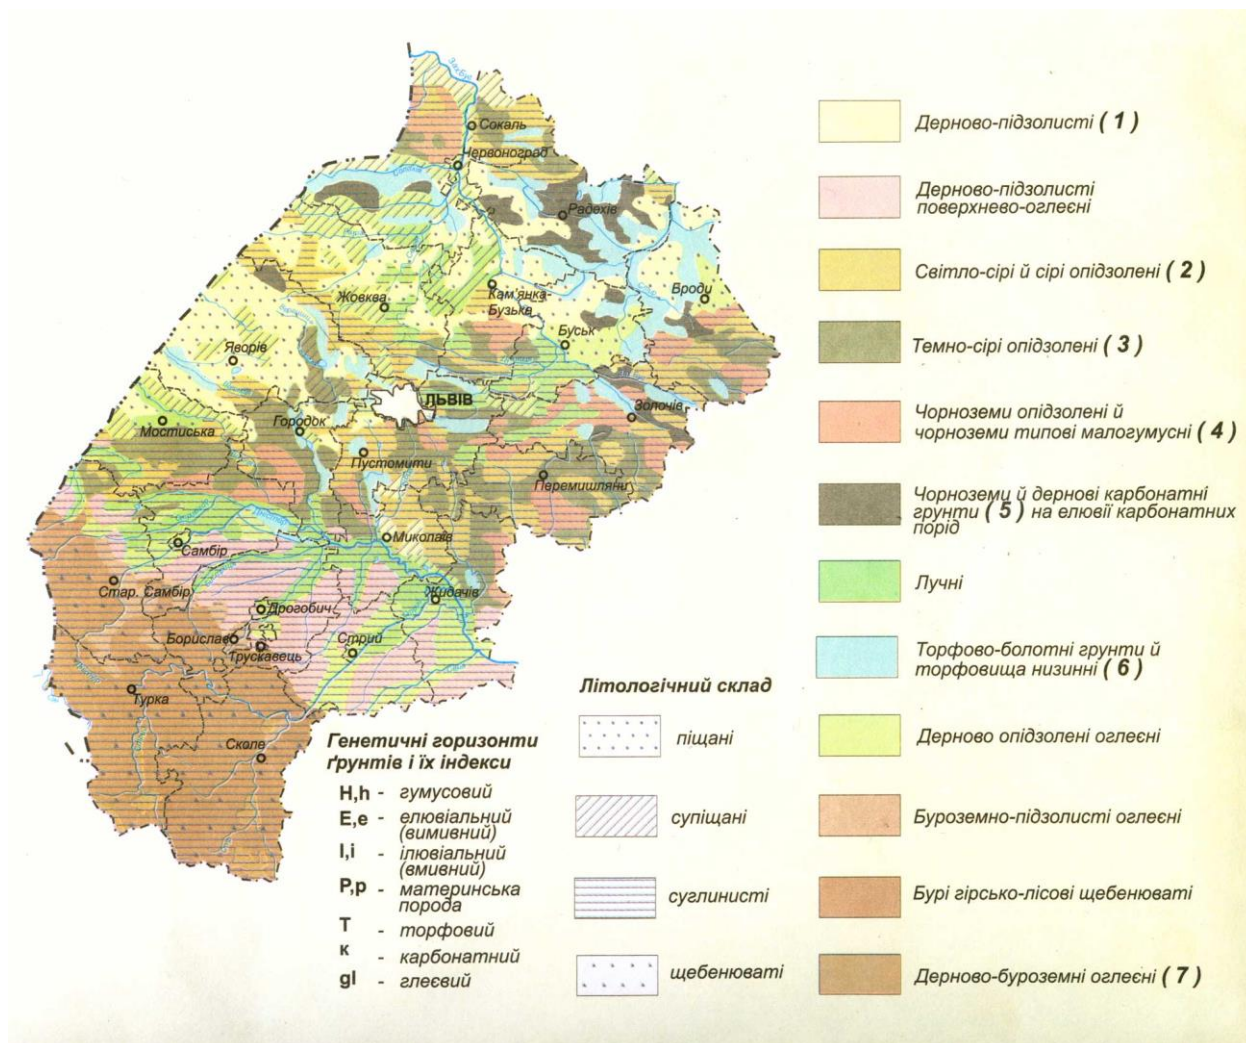 Зах.Буг
Сокаль
Червоноград
Радехів
Броди
Кам'янка-
Бузька
Жовква
Буськ
Яворів
ЛЬВІВ
Золочів
Мостиська
Городок
Пустомити
Перемишляни
Миколаїв
Самбір
Стар. Самбір
Дрогобич
Жидачів
Борислав
Трускавець
Стрий
Турка
Сколе
Генетичні горизонти
ґрунтів і їх індекси
H,h - гумусовий
E,e - елювіальний
(вимивний)
I,i - ілювіальний
(вмивний)
P,p - материнська
порода
T - торфовий
к - карбонатний
gl - глеєвий
Літологічний склад
піщані
супіщані
суглинисті
щебенюваті
Дерново-підзолисті ( 1 )
Дерново-підзолисті
поверхнево-оглеєні
Світло-сірі й сірі опідзолені ( 2 )
Темно-сірі опідзолені ( 3 )
Чорноземи опідзолені й
чорноземи типові малогумусні ( 4 )
Чорноземи й дернові карбонатні
грунти ( 5 ) на елювії карбонатних
порід
Лучні
Торфово-болотні грунти й
торфовища низинні ( 6 )
Дерново опідзолені оглеєні
Буроземно-підзолисті оглеєні
Бурі гірсько-лісові щебенюваті
Дерново-буроземні оглеєні ( 7 )